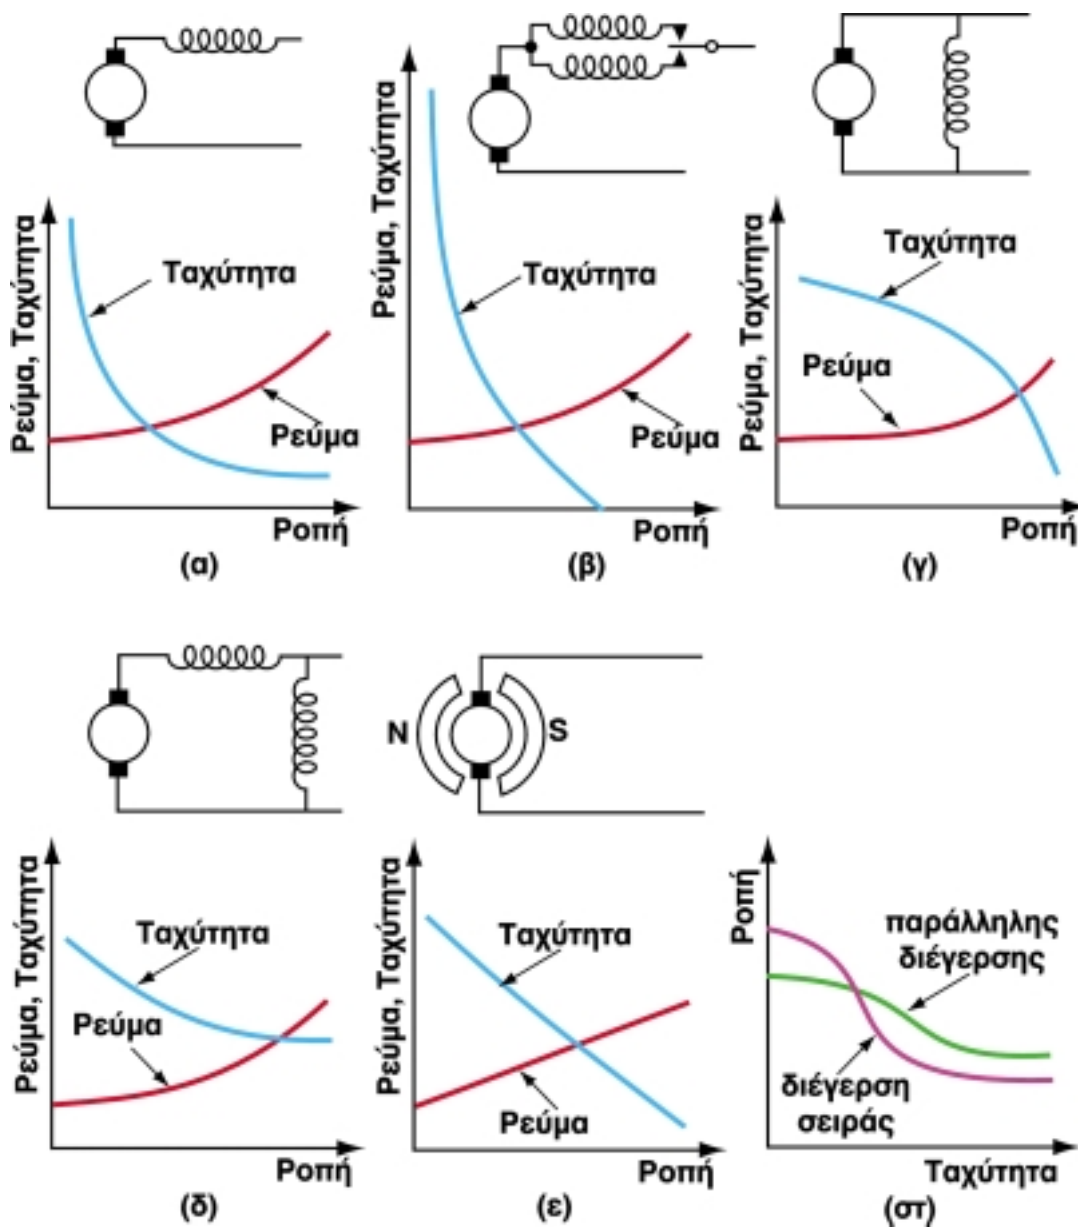 Ρεύμα, Ταχύτητα
Ταχύτητα
Ρεύμα
Ροπή
(α)
Ρεύμα, Ταχύτητα
Ταχύτητα
Ρεύμα
Ροπή
(β)
Ρεύμα, Ταχύτητα
Ταχύτητα
Ρεύμα
Ροπή
(γ)
Ρεύμα, Ταχύτητα
Ταχύτητα
Ρεύμα
Ροπή
(δ)
N
S
Ρεύμα, Ταχύτητα
Ταχύτητα
Ρεύμα
Ροπή
(ε)
Ροπή
παράλληλης
διέγερσης
διέγερση
σειράς
Ταχύτητα
(στ)